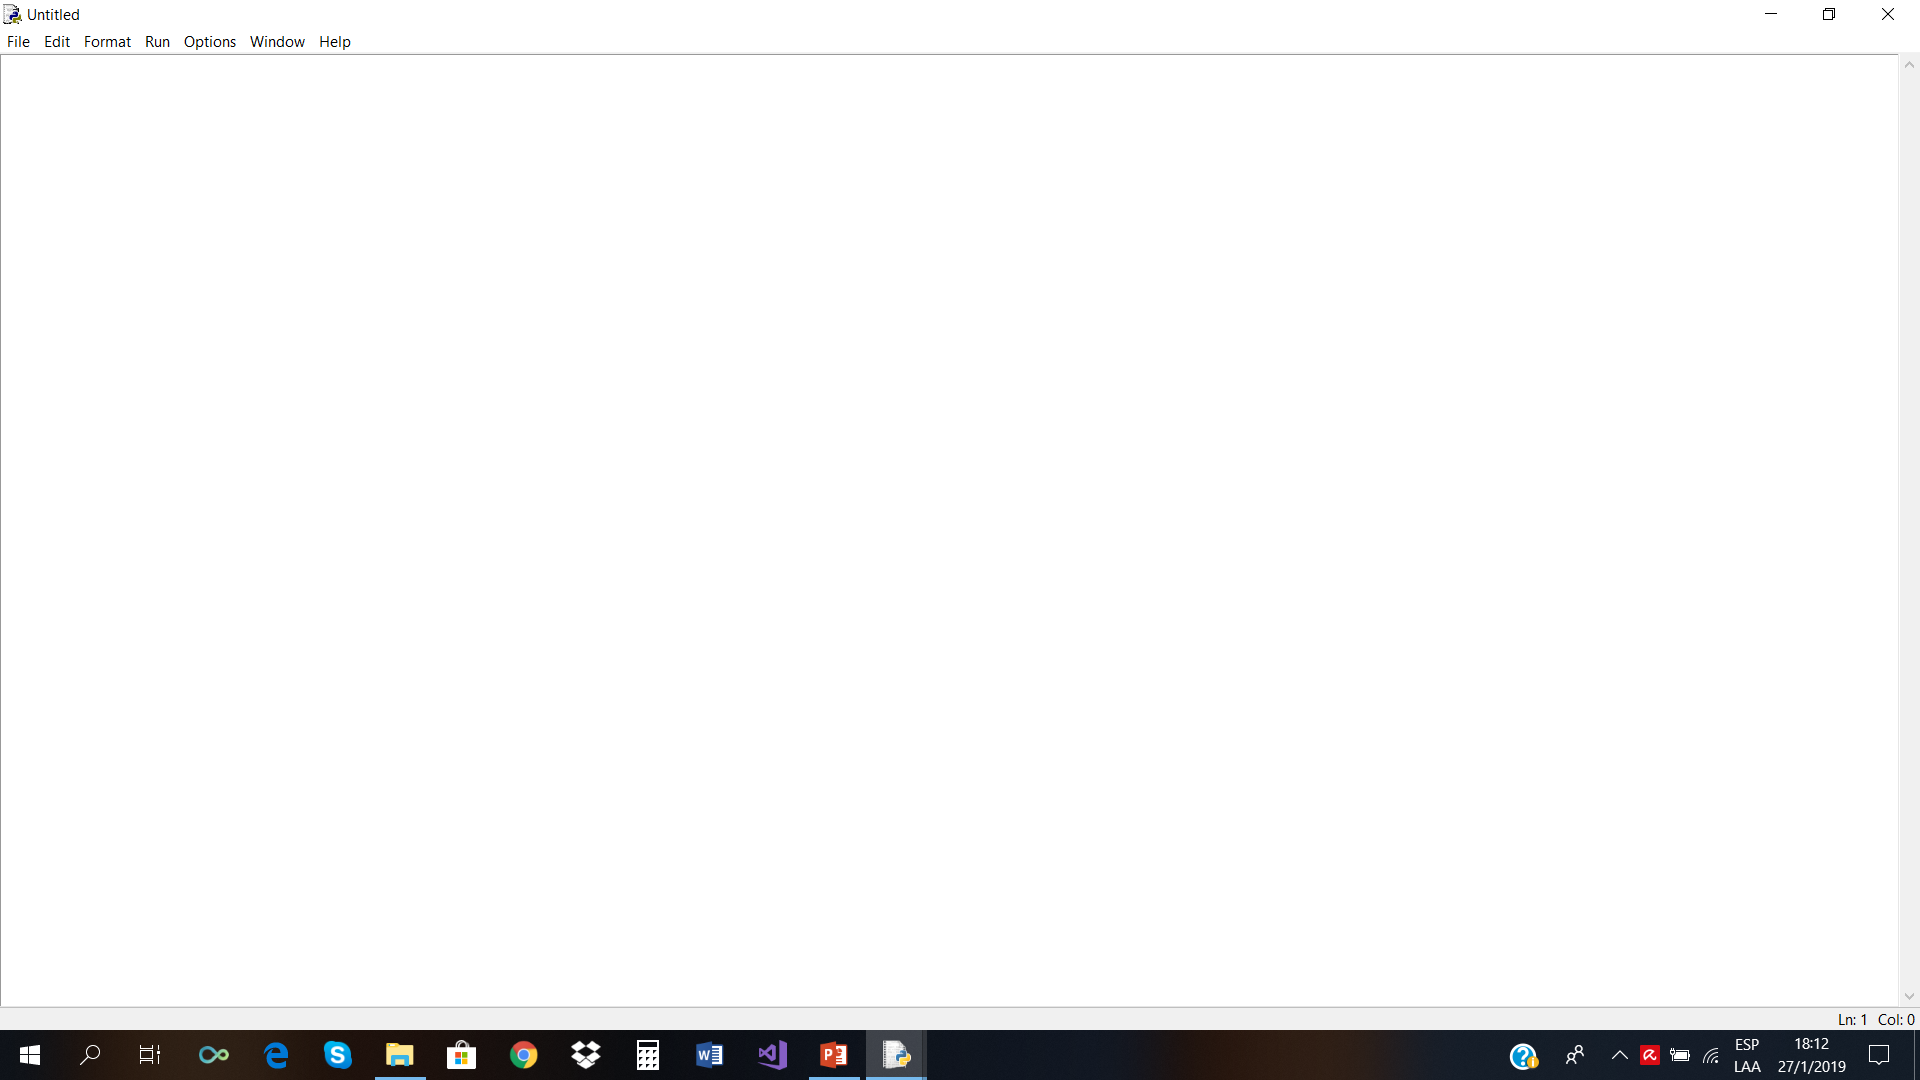 Untitled
File Edit Format Run Options Window Help
Ln: 1 Col: 0
ESP 18:12
LAA 27/1/2019